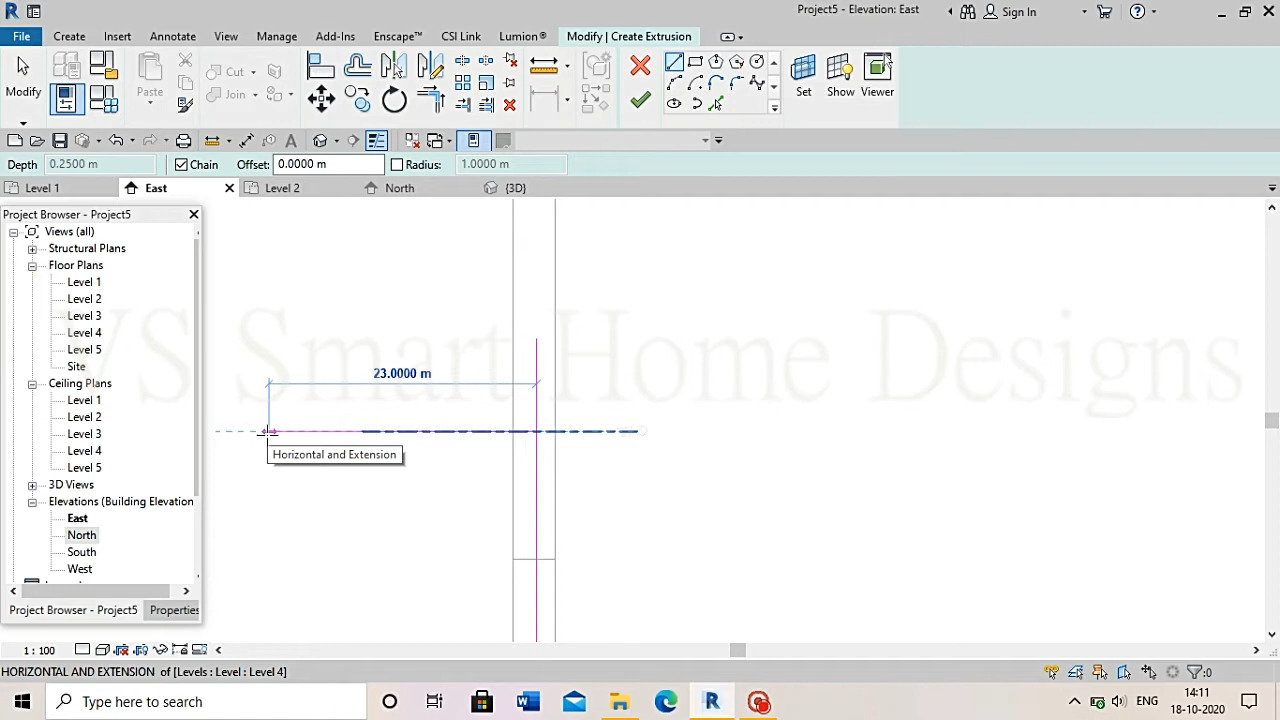 Project5 - Elevation: East
Sign In
File Create Insert Annotate View Manage Add-Ins Enscape™ CSI Link Lumion® Modify | Create Extrusion
Modify
Paste
Cut
Join
Set Show Viewer
Depth 0.2500 m Chain Offset: 0.0000 m Radius: 1.0000 m
Level 1 East Level 2 North {3D}
Project Browser - Project5
Views (all)
Structural Plans
Floor Plans
Level 1
Level 2
Level 3
Level 4
Level 5
Site
Ceiling Plans
Level 1
Level 2
Level 3
Level 4
Level 5
3D Views
Elevations (Building Elevation
East
North
South
West
Project Browser - Project5 Properties
VS Smart Home Designs
23.0000 m
Horizontal and Extension
1 : 100
HORIZONTAL AND EXTENSION of [Levels : Level : Level 4]
:0
Type here to search
ENG
14:11
18-10-2020